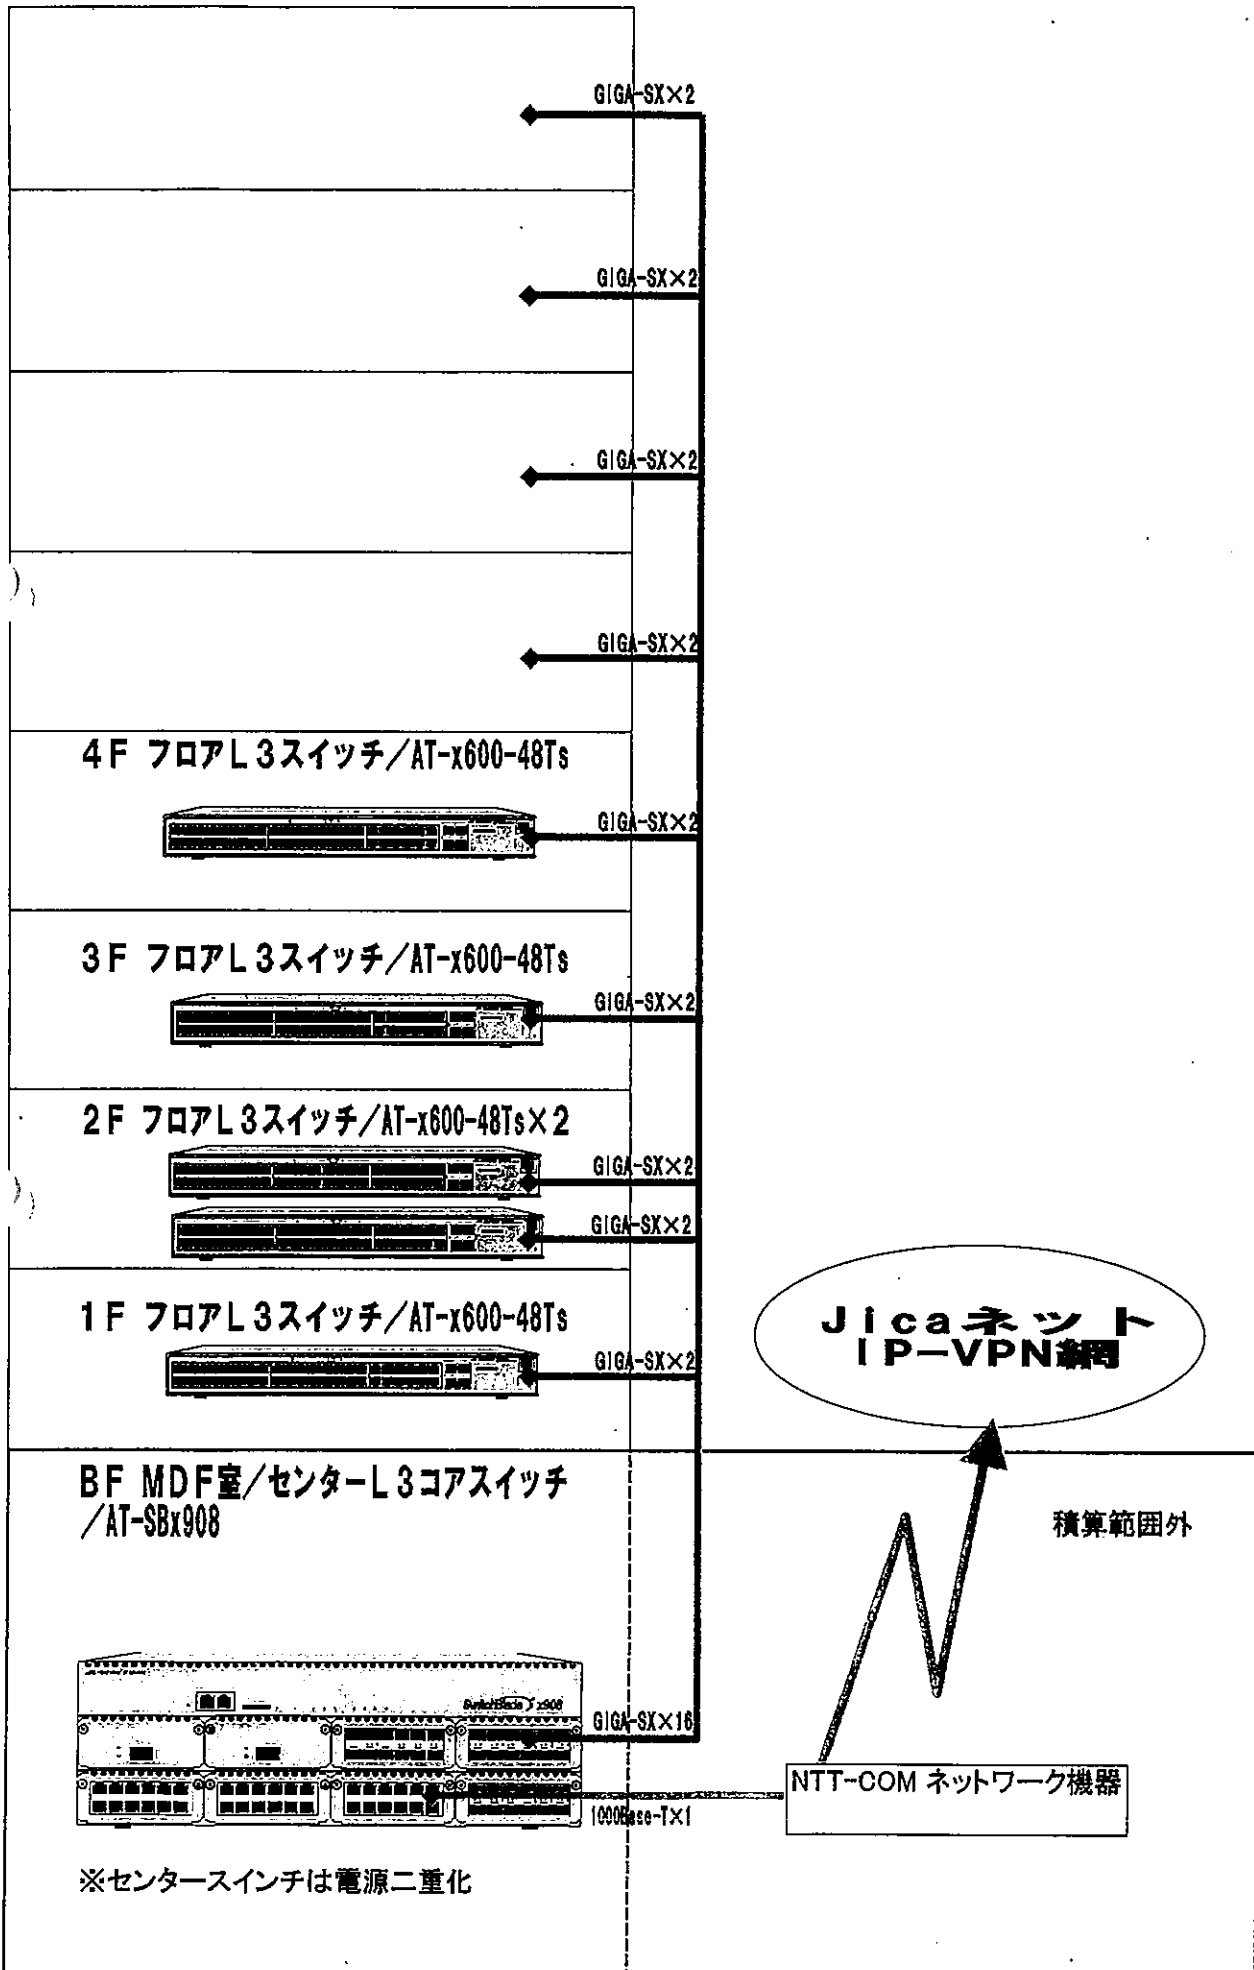 GIGA-SX×2
GIGA-SX×2
GIGA-SX×2
GIGA-SX×2
4F フロアL3スイッチ/AT-x600-48Ts
GIGA-SX×2
3F フロアL3スイッチ/AT-x600-48Ts
GIGA-SX×2
2F フロアL3スイッチ/AT-x600-48Ts×2
GIGA-SX×2
GIGA-SX×2
1F フロアL3スイッチ/AT-x600-48Ts
GIGA-SX×2
Jicaネット
IP-VPN網
BF MDF室/センターL3コアスイッチ
/AT-SBx908
積算範囲外
SwitchBlade x908
GIGA-SX×16
NTT-COM ネットワーク機器
1000Base-T×1
※センタースインチは電源二重化